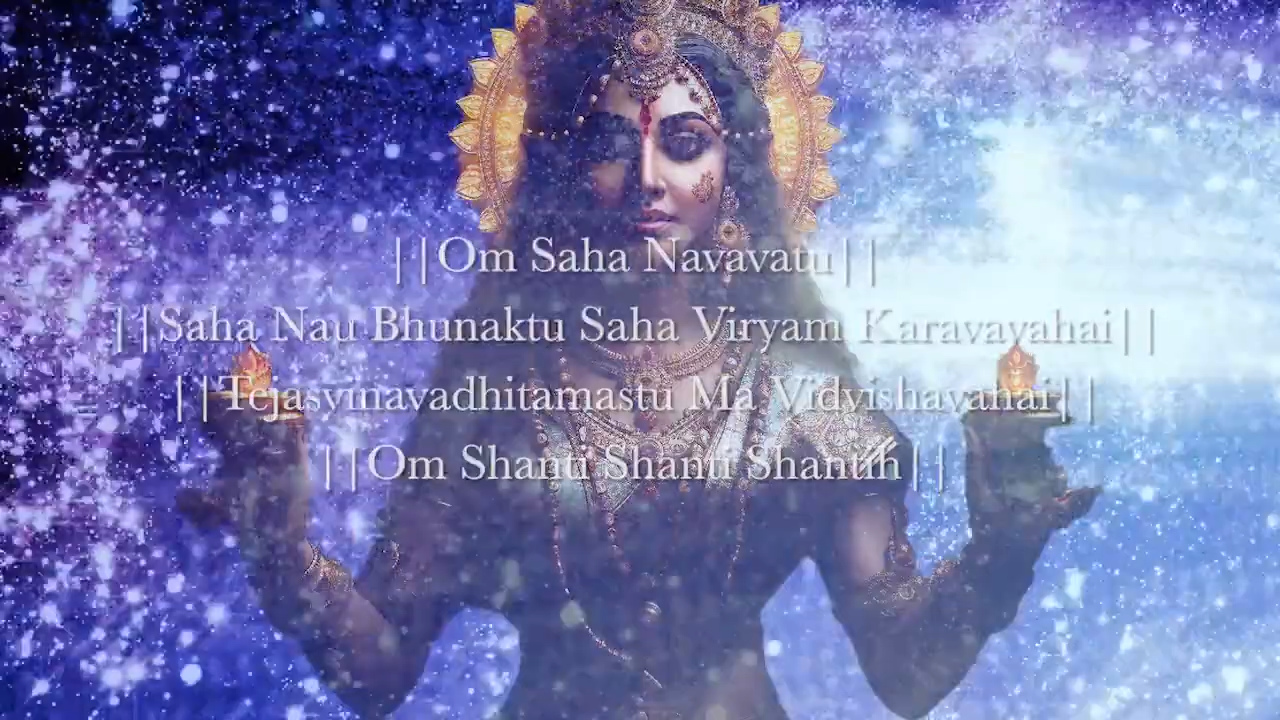 ||Om Saha Navavatu||
||Saha Nau Bhunaktu Saha Viryam Karavavahai||
||Tejasvinavadhitamastu Ma Vidvishavahai||
||Om Shanti Shanti Shantih||